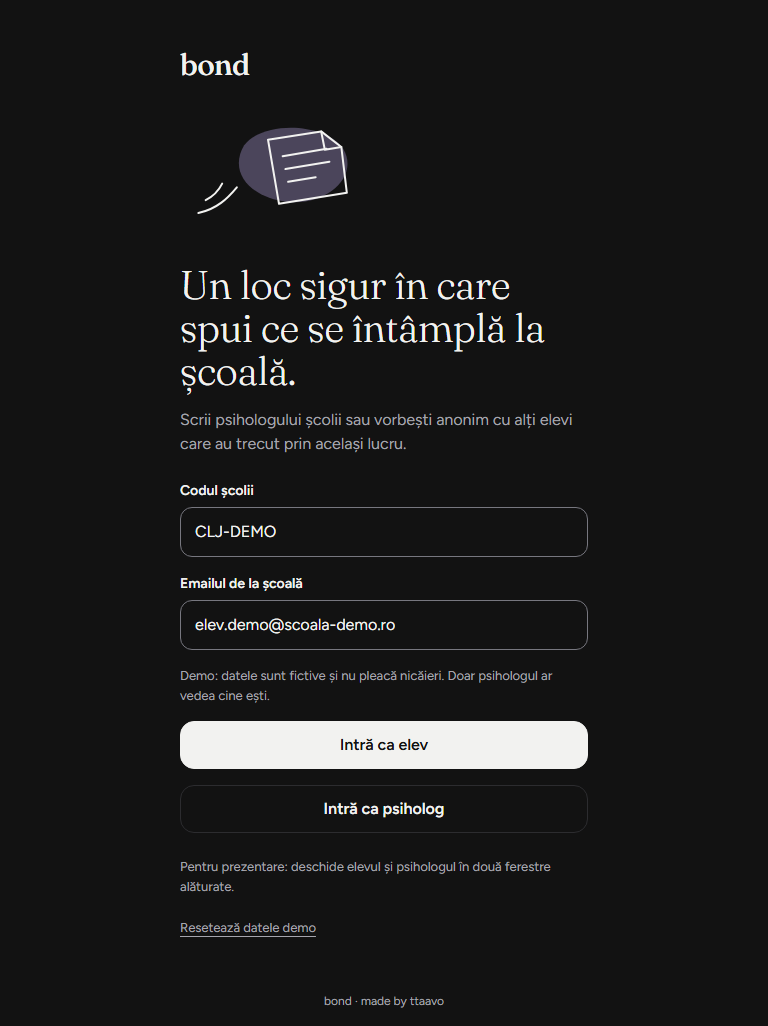 bond
Un loc sigur în care
spui ce se întâmplă la
școală.
Scrii psihologului școlii sau vorbești anonim cu alți elevi
care au trecut prin același lucru.
Codul școlii
CLJ-DEMO
Emailul de la școală
elev.demo@scoala-demo.ro
Demo: datele sunt fictive și nu pleacă nicăieri. Doar psihologul ar
vedea cine ești.
Intră ca elev
Intră ca psiholog
Pentru prezentare: deschide elevul și psihologul în două ferestre
alăturate.
Resetează datele demo
bond · made by ttaavo